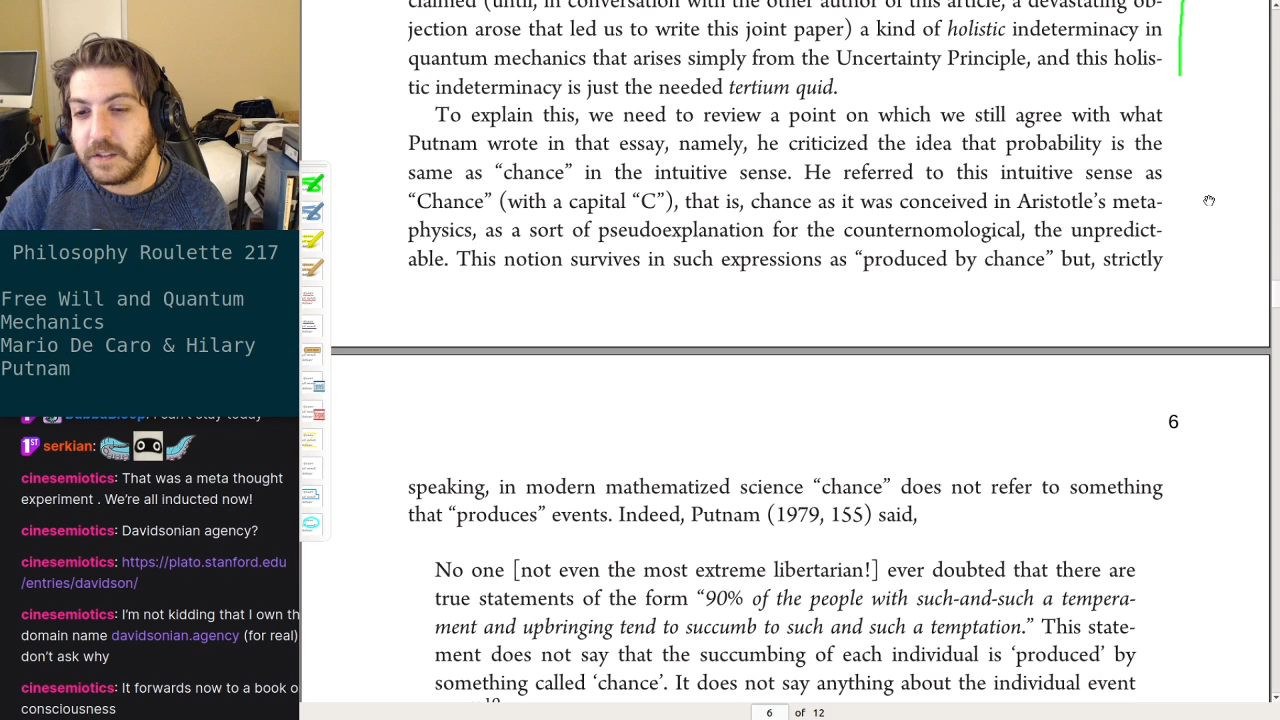 claimed (until, in conversation with the other author of this article, a devastating ob-
jection arose that led us to write this joint paper) a kind of holistic indeterminacy in
quantum mechanics that arises simply from the Uncertainty Principle, and this holis-
tic indeterminacy is just the needed tertium quid.
To explain this, we need to review a point on which we still agree with what
Putnam wrote in that essay, namely, he criticized the idea that probability is the
same as “chance” in the intuitive sense. He referred to this intuitive sense as
“Chance” (with a capital “C”), that is, chance as it was conceived in Aristotle’s meta-
physics, as a sort of pseudoexplanation for the counternomological, the unpredict-
able. This notion survives in such expressions as “produced by chance” but, strictly
6
speaking, in modern mathematized science “chance” does not refer to something
that “produces” events. Indeed, Putnam (1979, 155) said,
No one [not even the most extreme libertarian!] ever doubted that there are
true statements of the form “90% of the people with such-and-such a tempera-
ment and upbringing tend to succumb to such and such a temptation.” This state-
ment does not say that the succumbing of each individual is ‘produced’ by
something called ‘chance’. It does not say anything about the individual event
6 of 12
Philosophy Roulette 217
Free Will and Quantum
Mechanics
Mario De Caro & Hilary
Putnam
I can't stay today
1ST serkian:
cinesemiotics: That was a meta thought
experiment . We’re all inducted now!
cinesemiotics: Davidsonian agency?
cinesemiotics: https://plato.stanford.edu
/entries/davidson/
cinesemiotics: I’m not kidding that I own th
domain name davidsonian.agency (for real)
don’t ask why
cinesemiotics: It forwards now to a book o
consciousness